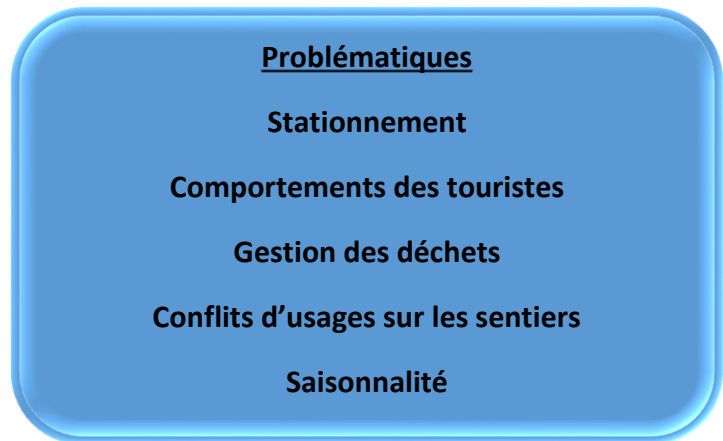 Problématiques
Stationnement
Comportements des touristes
Gestion des déchets
Conflits d’usages sur les sentiers
Saisonnalité